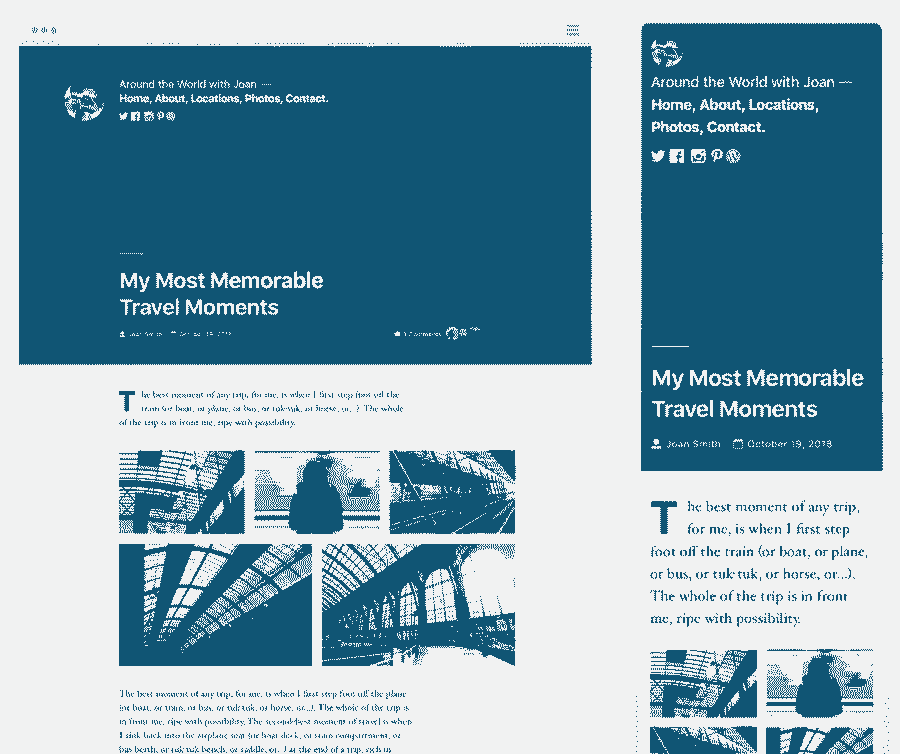 Around the World with Joan —
Home, About, Locations, Photos, Contact.
My Most Memorable
Travel Moments
Joan Smith October 19, 2018
The best moment of any trip, for me, is when I first step foot off the
train (or boat, or plane, or bus, or tuk-tuk, or horse, or...). The whole
of the trip is in front me, ripe with possibility.
The best moment of any trip, for me, is when I first step foot off the plane
(or boat, or train, or bus, or tuk-tuk, or horse, or...). The whole of the trip is
in front me, ripe with possibility. The second-best moment of travel is when
I sink back into the airplane seat (or boat deck, or train compartment, or
bus berth, or tuk-tuk bench, or saddle, or...) at the end of a trip, rich in
Around the World with Joan —
Home, About, Locations,
Photos, Contact.
My Most Memorable
Travel Moments
Joan Smith October 19, 2018
The best moment of any trip,
for me, is when I first step
foot off the train (or boat, or plane,
or bus, or tuk-tuk, or horse, or...).
The whole of the trip is in front
me, ripe with possibility.